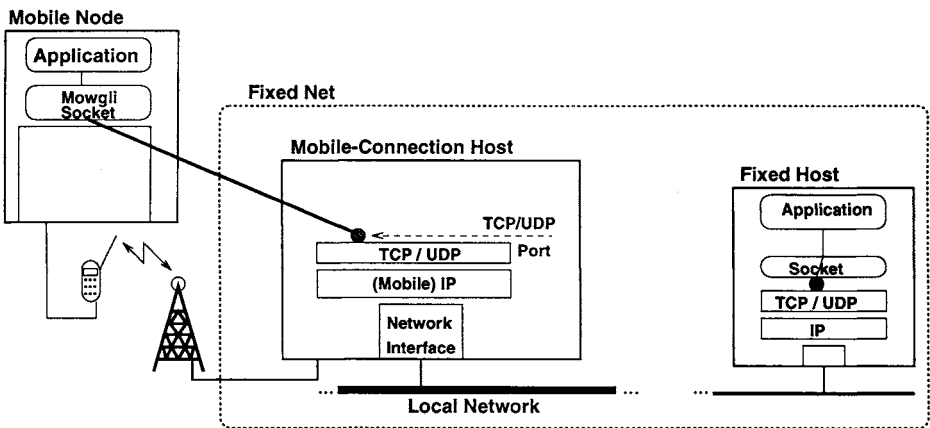 Mobile Node
Application
Mowgli
Socket
Fixed Net
Mobile-Connection Host
TCP/UDP
Port
TCP / UDP
(Mobile) IP
Network
Interface
Fixed Host
Application
Socket
TCP / UDP
IP
...
...
...
Local Network